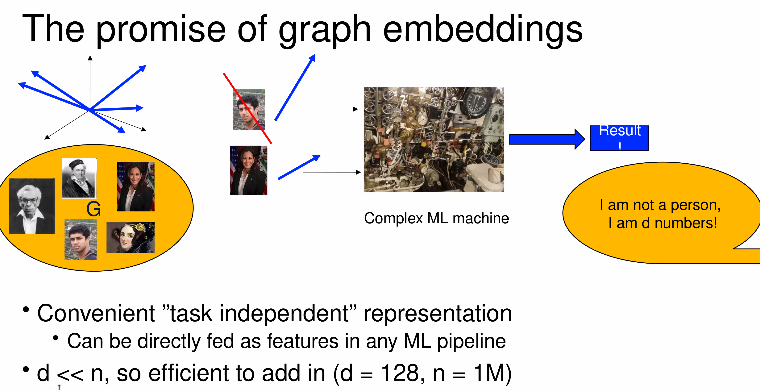 The promise of graph embeddings
G
Complex ML machine
Result
!
I am not a person,
I am d numbers!
• Convenient ”task independent” representation
• Can be directly fed as features in any ML pipeline
• d << n, so efficient to add in (d = 128, n = 1M)